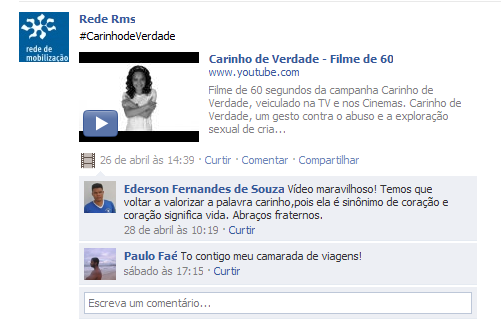 rede de
mobilização
Rede Rms
#CarinhodeVerdade
Carinho de Verdade - Filme de 60
www.youtube.com
Filme de 60 segundos da campanha Carinho de
Verdade, veiculado na TV e nos Cinemas. Carinho de
Verdade, um gesto contra o abuso e a exploração
sexual de cria...
26 de abril às 14:39 · Curtir · Comentar · Compartilhar
Ederson Fernandes de Souza Vídeo maravilhoso! Temos que
voltar a valorizar a palavra carinho,pois ela é sinônimo de coração e
coração significa vida. Abraços fraternos.
28 de abril às 10:19 · Curtir
Paulo Faé To contigo meu camarada de viagens!
sábado às 17:15 · Curtir
Escreva um comentário...